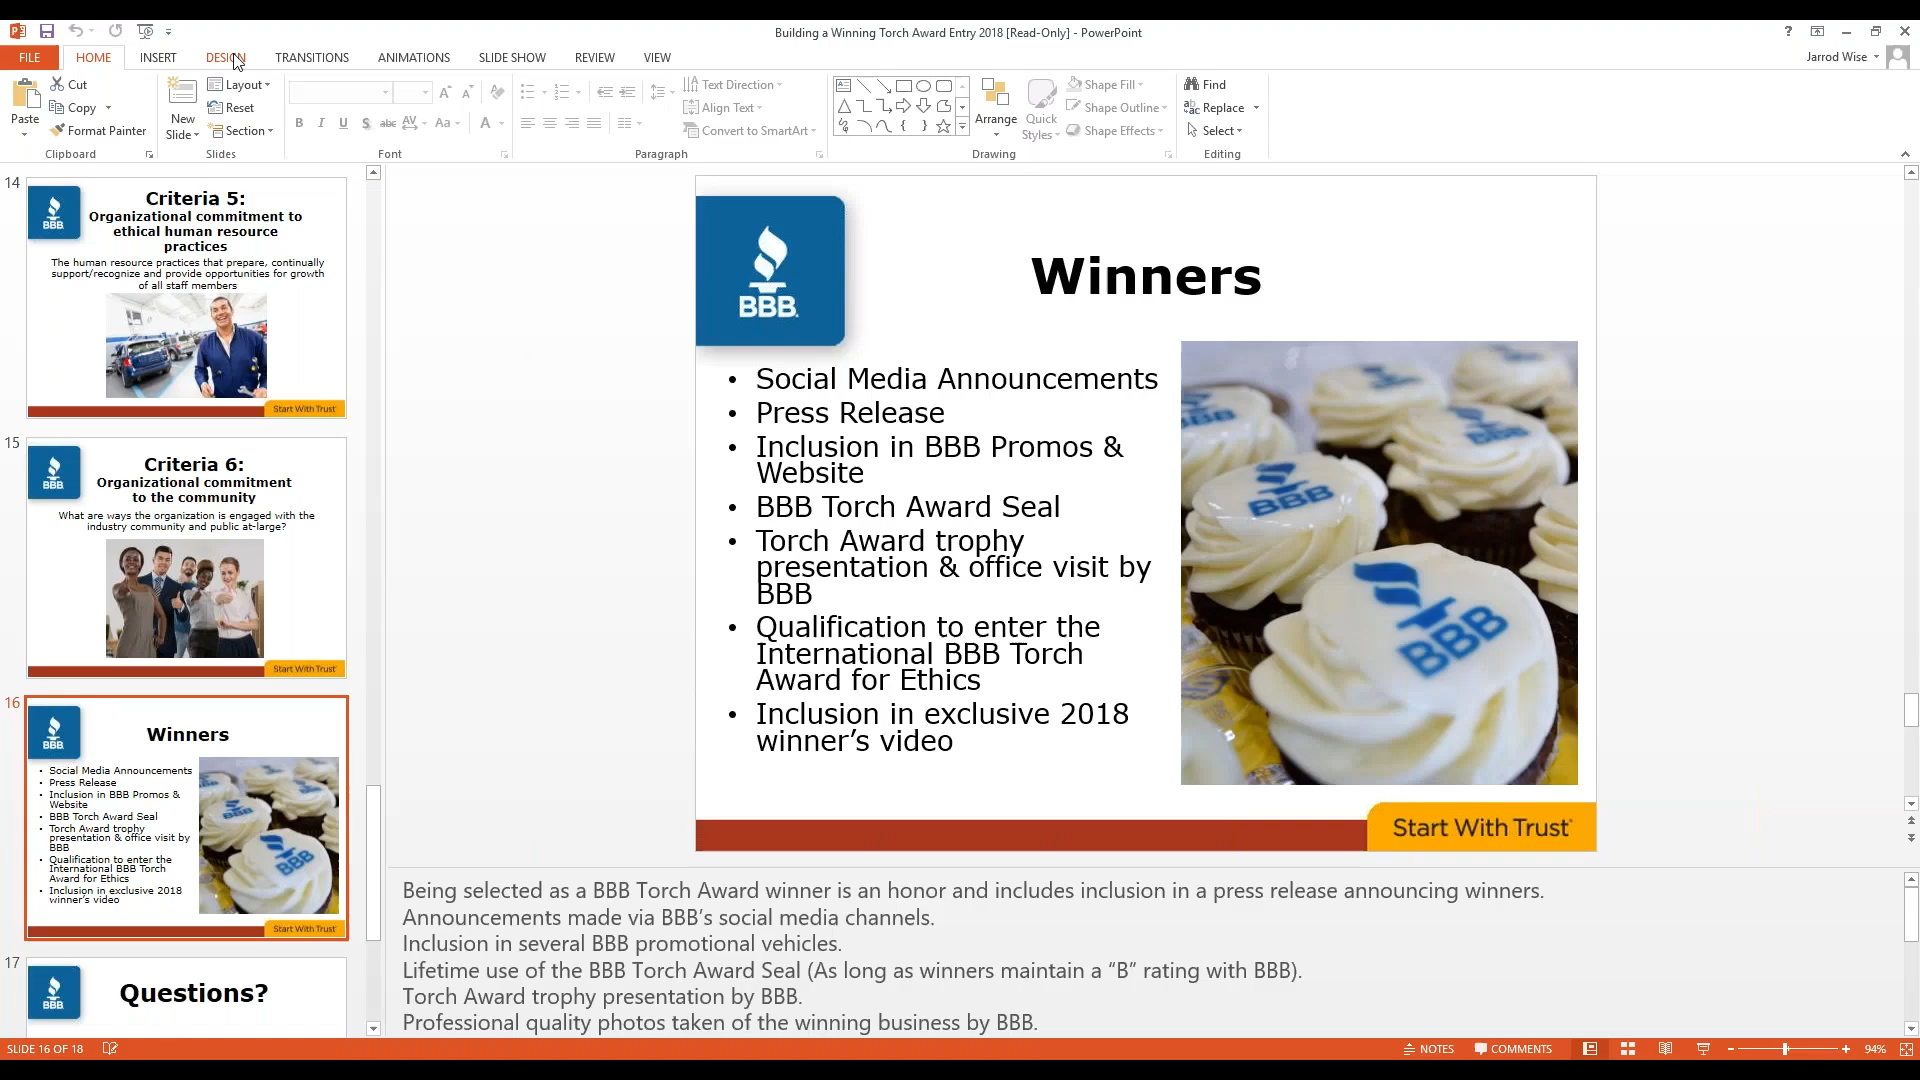 Building a Winning Torch Award Entry 2018 [Read-Only] - PowerPoint
FILE HOME INSERT DESIGN TRANSITIONS ANIMATIONS SLIDE SHOW REVIEW VIEW
Jarrod Wise
Paste
Cut
Copy
Format Painter
Clipboard
New
Slide
Layout
Reset
Section
Slides
Font
Text Direction
Align Text
Convert to SmartArt
Paragraph
Arrange
Quick
Styles
Shape Fill
Shape Outline
Shape Effects
Drawing
Find
Replace
Select
Editing
14
BBB
Criteria 5:
Organizational commitment to
ethical human resource
practices
The human resource practices that prepare, continually
support/recognize and provide opportunities for growth
of all staff members
Start With Trust
15
BBB
Criteria 6:
Organizational commitment
to the community
What are ways the organization is engaged with the
industry community and public at-large?
Start With Trust
16
BBB
Winners
• Social Media Announcements
• Press Release
• Inclusion in BBB Promos &
Website
• BBB Torch Award Seal
• Torch Award trophy
presentation & office visit by
BBB
• Qualification to enter the
International BBB Torch
Award for Ethics
• Inclusion in exclusive 2018
winner’s video
BBB
BBB
Start With Trust
17
BBB
Questions?
BBB
Winners
• Social Media Announcements
• Press Release
• Inclusion in BBB Promos &
Website
• BBB Torch Award Seal
• Torch Award trophy
presentation & office visit by
BBB
• Qualification to enter the
International BBB Torch
Award for Ethics
• Inclusion in exclusive 2018
winner’s video
BBB
BBB
BBB
BBB
Start With Trust
Being selected as a BBB Torch Award winner is an honor and includes inclusion in a press release announcing winners.
Announcements made via BBB’s social media channels.
Inclusion in several BBB promotional vehicles.
Lifetime use of the BBB Torch Award Seal (As long as winners maintain a “B” rating with BBB).
Torch Award trophy presentation by BBB.
Professional quality photos taken of the winning business by BBB.
SLIDE 16 OF 18
NOTES
COMMENTS
94%